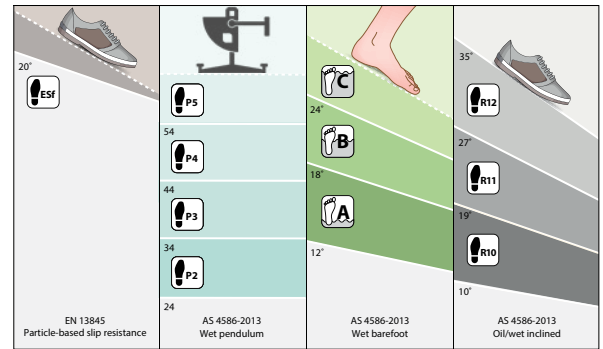 20°
ESf
EN 13845
Particle-based slip resistance
P5
54
P4
44
P3
34
P2
24
AS 4586-2013
Wet pendulum
C
24°
B
18°
A
12°
AS 4586-2013
Wet barefoot
35°
R12
27°
R11
19°
R10
10°
AS 4586-2013
Oil/wet inclined